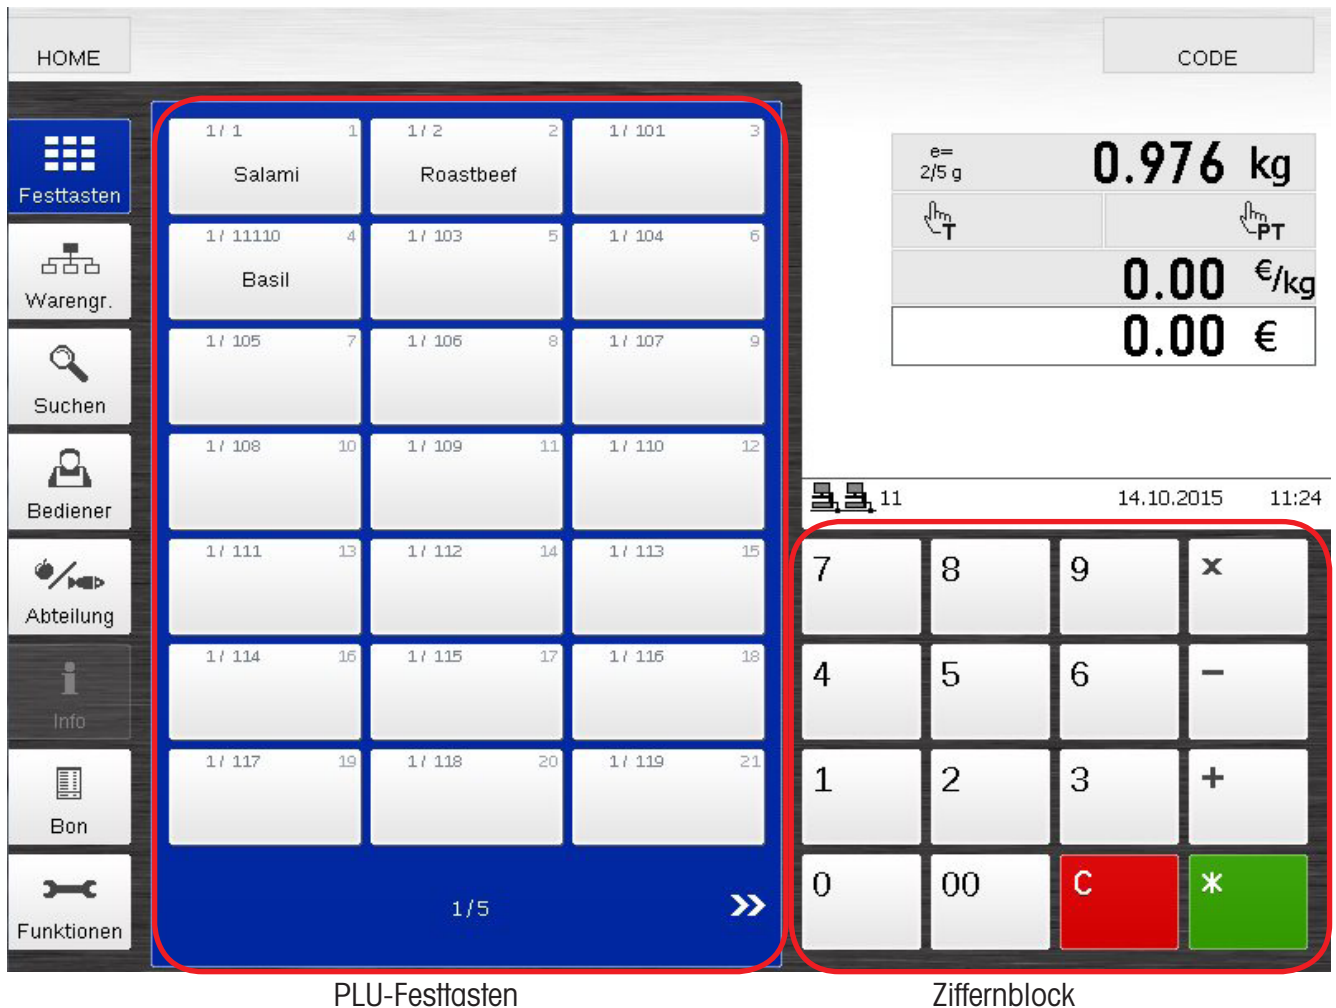 HOME
CODE
Festtasten
Warengr.
Suchen
Bediener
Abteilung
Info
Bon
Funktionen
1/ 1 1
Salami
1/ 2 2
Roastbeef
1/ 101 3
1/ 11110 4
Basil
1/ 103 5
1/ 104 6
1/ 105 7
1/ 106 8
1/ 107 9
1/ 108 10
1/ 109 11
1/ 110 12
1/ 111 13
1/ 112 14
1/ 113 15
1/ 114 16
1/ 115 17
1/ 116 18
1/ 117 19
1/ 118 20
1/ 119 21
1/5 »
e=
2/5 g
0.976 kg
T
PT
0.00 €/kg
0.00 €
11 14.10.2015 11:24
7 8 9 x
4 5 6 −
1 2 3 +
0 00 C *
PLU-Festtasten
Ziffernblock